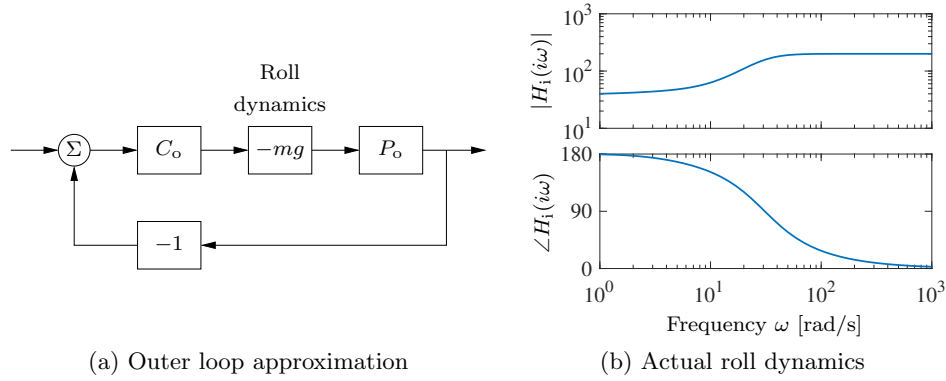 Roll
dynamics
Σ
C_o
−mg
P_o
−1
(a) Outer loop approximation
|H_i(iω)|
10^3
10^2
10^1
∠H_i(iω)
180
90
0
10^0 10^1 10^2 10^3
Frequency ω [rad/s]
(b) Actual roll dynamics